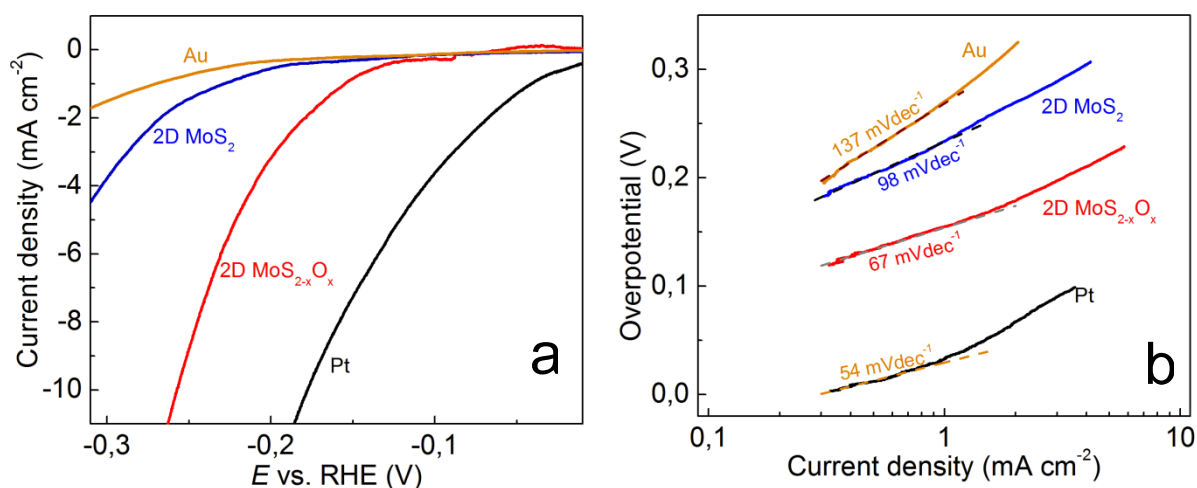 Current density (mA cm⁻²)
0
-2
-4
-6
-8
-10
Au
2D MoS₂
2D MoS₂₋ₓOₓ
Pt
a
-0,3
-0,2
-0,1
E vs. RHE (V)
Overpotential (V)
0,3
0,2
0,1
0,0
Au
137 mVdec⁻¹
2D MoS₂
98 mVdec⁻¹
2D MoS₂₋ₓOₓ
67 mVdec⁻¹
Pt
54 mVdec⁻¹
b
0,1
1
10
Current density (mA cm⁻²)